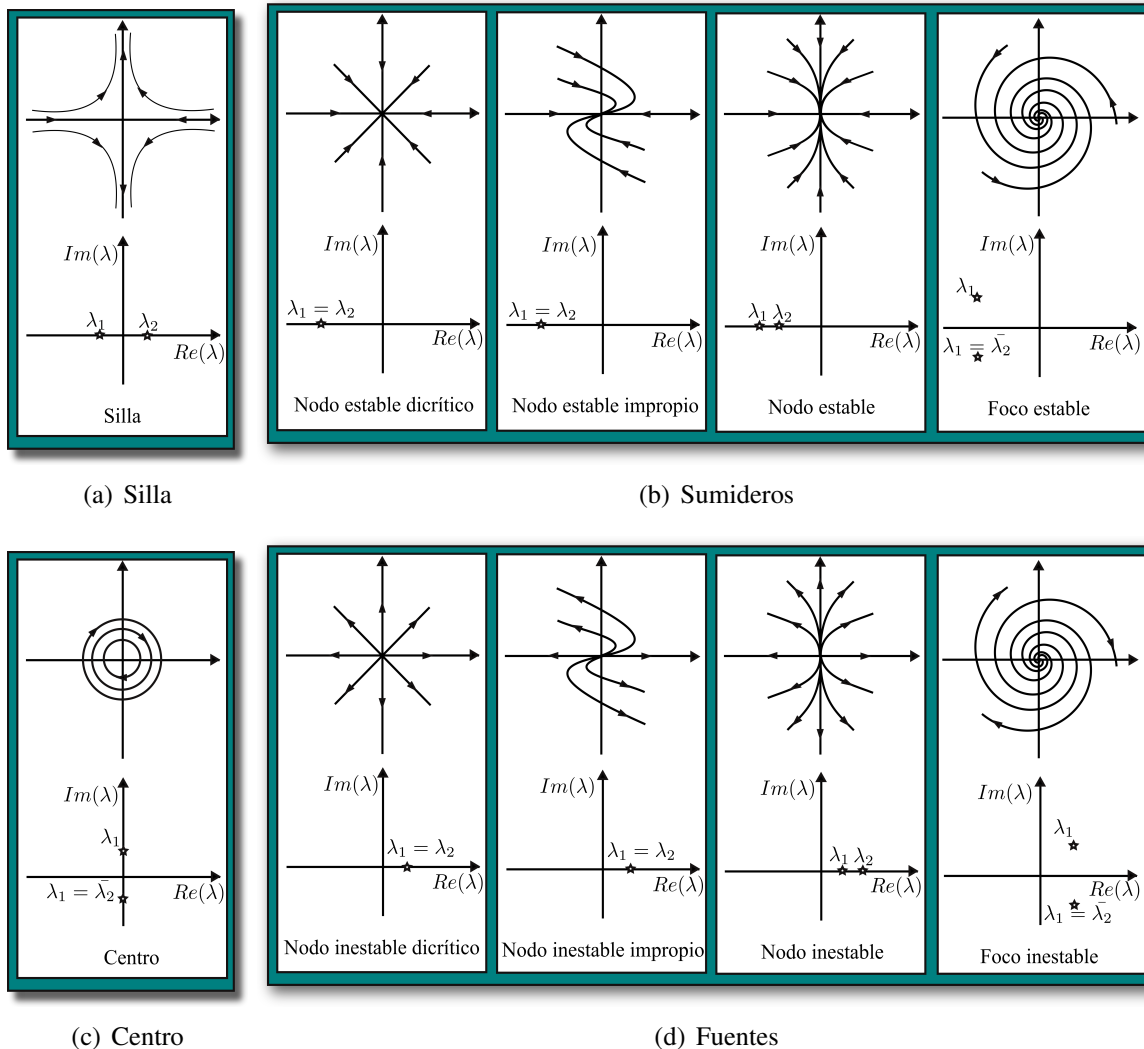 Im(λ)
λ₁
λ₂
Re(λ)
Silla
Im(λ)
λ₁ = λ₂
Re(λ)
Nodo estable dicrítico
Im(λ)
λ₁ = λ₂
Re(λ)
Nodo estable impropio
Im(λ)
λ₁ λ₂
Re(λ)
Nodo estable
Im(λ)
λ₁
Re(λ)
λ₁ = λ̄₂
Foco estable
(a) Silla
(b) Sumideros
Im(λ)
λ₁
λ₁ = λ̄₂
Re(λ)
Centro
Im(λ)
λ₁ = λ₂
Re(λ)
Nodo inestable dicrítico
Im(λ)
λ₁ = λ₂
Re(λ)
Nodo inestable impropio
Im(λ)
λ₁ λ₂
Re(λ)
Nodo inestable
Im(λ)
λ₁
Re(λ)
λ₁ = λ̄₂
Foco inestable
(c) Centro
(d) Fuentes